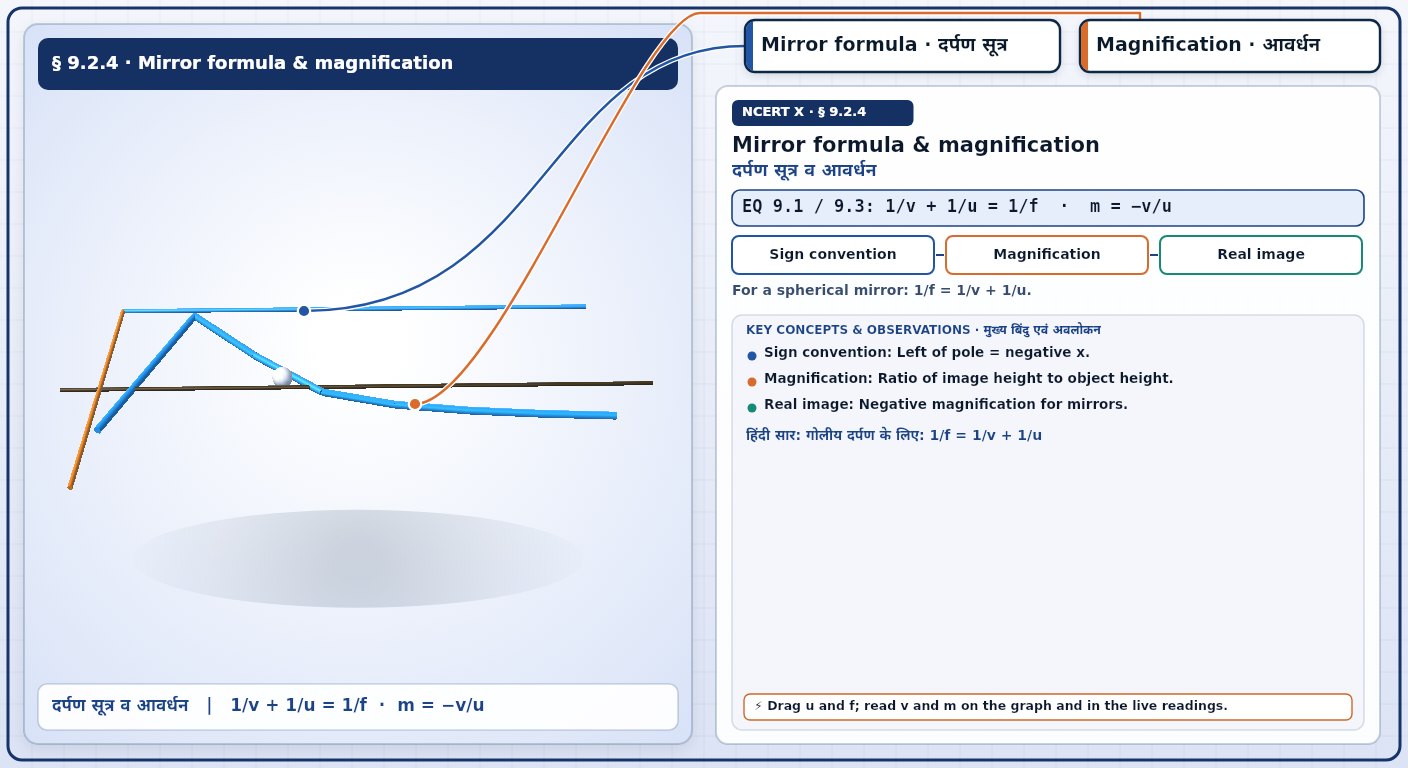 § 9.2.4 · Mirror formula & magnification
Mirror formula · दर्पण सूत्र
Magnification · आवर्धन
NCERT X · § 9.2.4
Mirror formula & magnification
दर्पण सूत्र व आवर्धन
EQ 9.1 / 9.3: 1/v + 1/u = 1/f · m = −v/u
Sign convention
Magnification
Real image
For a spherical mirror: 1/f = 1/v + 1/u.
KEY CONCEPTS & OBSERVATIONS · मुख्य बिंदु एवं अवलोकन
Sign convention: Left of pole = negative x.
Magnification: Ratio of image height to object height.
Real image: Negative magnification for mirrors.
हिंदी सार: गोलीय दर्पण के लिए: 1/f = 1/v + 1/u
⚡ Drag u and f; read v and m on the graph and in the live readings.
दर्पण सूत्र व आवर्धन | 1/v + 1/u = 1/f · m = −v/u